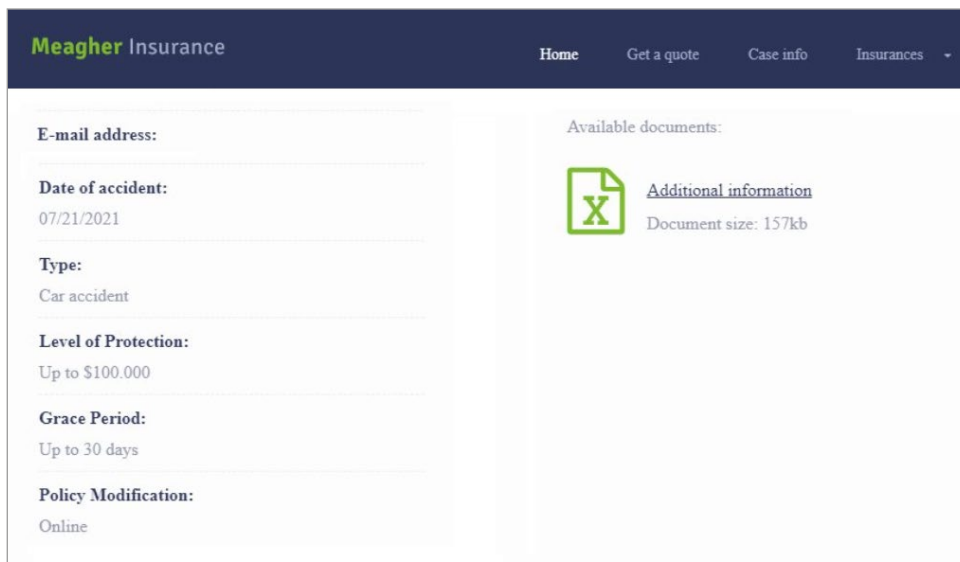 Meagher Insurance
Home Get a quote Case info Insurances
E-mail address:
Date of accident:
07/21/2021
Type:
Car accident
Level of Protection:
Up to $100.000
Grace Period:
Up to 30 days
Policy Modification:
Online
Available documents:
X
Additional information
Document size: 157kb